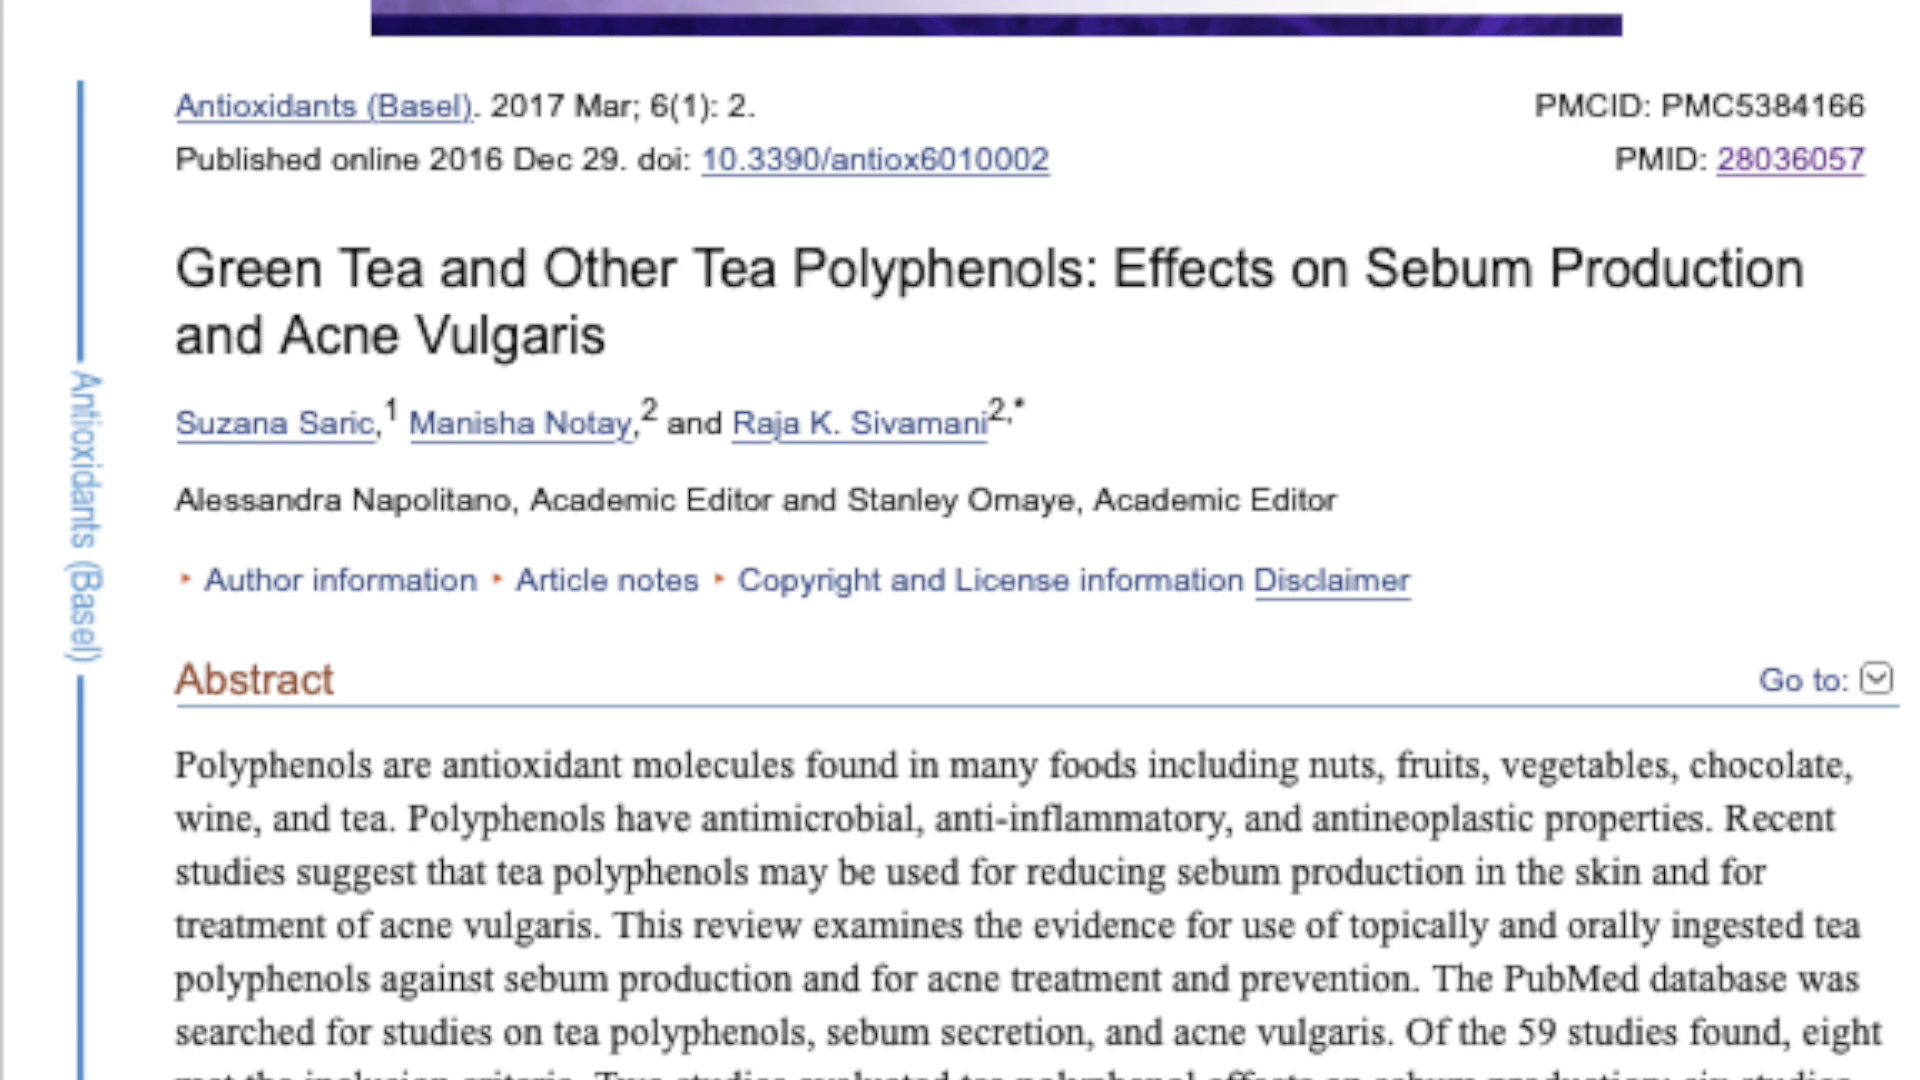 Antioxidants (Basel). 2017 Mar; 6(1): 2.
PMCID: PMC5384166
Published online 2016 Dec 29. doi: 10.3390/antiox6010002
PMID: 28036057
Green Tea and Other Tea Polyphenols: Effects on Sebum Production
and Acne Vulgaris
Suzana Saric,1 Manisha Notay,2 and Raja K. Sivamani2,*
Alessandra Napolitano, Academic Editor and Stanley Omaye, Academic Editor
‣ Author information ‣ Article notes ‣ Copyright and License information Disclaimer
Antioxidants (Basel)
Abstract
Go to:
Polyphenols are antioxidant molecules found in many foods including nuts, fruits, vegetables, chocolate,
wine, and tea. Polyphenols have antimicrobial, anti-inflammatory, and antineoplastic properties. Recent
studies suggest that tea polyphenols may be used for reducing sebum production in the skin and for
treatment of acne vulgaris. This review examines the evidence for use of topically and orally ingested tea
polyphenols against sebum production and for acne treatment and prevention. The PubMed database was
searched for studies on tea polyphenols, sebum secretion, and acne vulgaris. Of the 59 studies found, eight